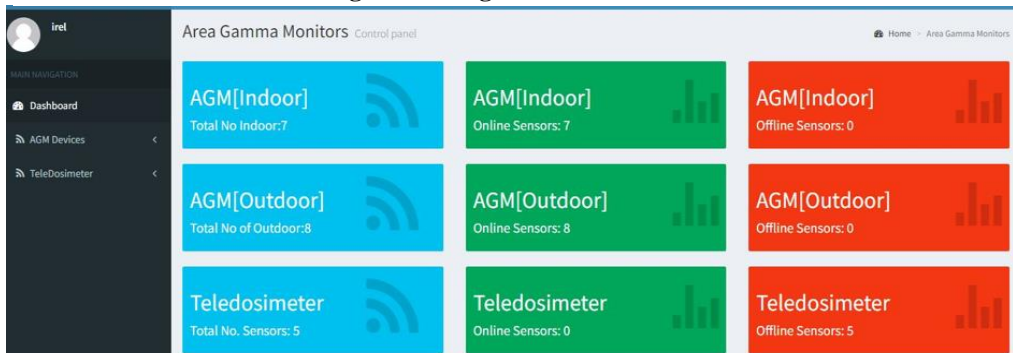 irel
Area Gamma Monitors Control panel
Home > Area Gamma Monitors
MAIN NAVIGATION
Dashboard
AGM Devices
TeleDosimeter
AGM[Indoor]
Total No Indoor:7
AGM[Indoor]
Online Sensors: 7
AGM[Indoor]
Offline Sensors: 0
AGM[Outdoor]
Total No of Outdoor:8
AGM[Outdoor]
Online Sensors: 8
AGM[Outdoor]
Offline Sensors: 0
Teledosimeter
Total No. Sensors: 5
Teledosimeter
Online Sensors: 0
Teledosimeter
Offline Sensors: 5